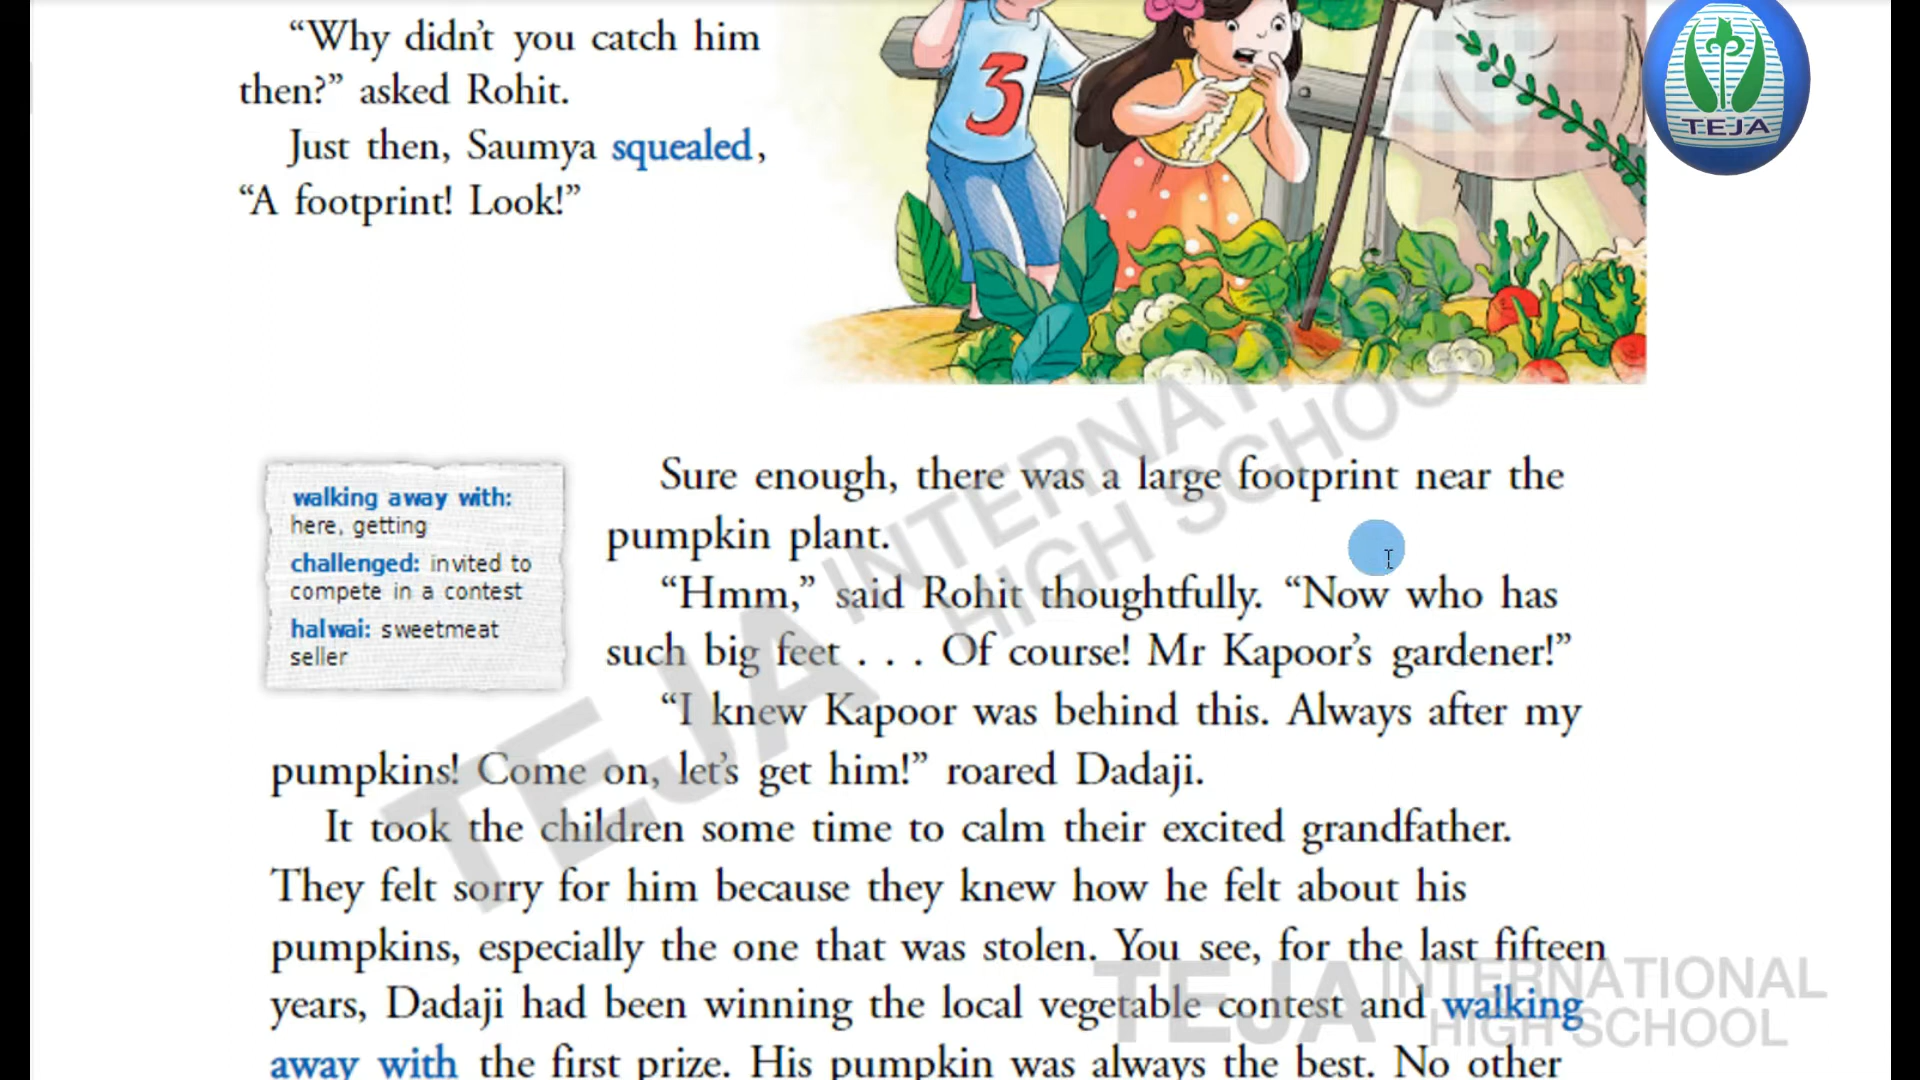 “Why didn’t you catch him
then?” asked Rohit.
Just then, Saumya squealed,
“A footprint! Look!”
3
TEJA
walking away with:
here, getting
challenged: invited to
compete in a contest
halwai: sweetmeat
seller
Sure enough, there was a large footprint near the
pumpkin plant.
“Hmm,” said Rohit thoughtfully. “Now who has
such big feet . . . Of course! Mr Kapoor’s gardener!”
“I knew Kapoor was behind this. Always after my
pumpkins! Come on, let’s get him!” roared Dadaji.
It took the children some time to calm their excited grandfather.
They felt sorry for him because they knew how he felt about his
pumpkins, especially the one that was stolen. You see, for the last fifteen
years, Dadaji had been winning the local vegetable contest and walking
away with the first prize. His pumpkin was always the best. No other
TEJA INTERNATIONAL
HIGH SCHOOL
TEJA INTERNATIONAL
HIGH SCHOOL